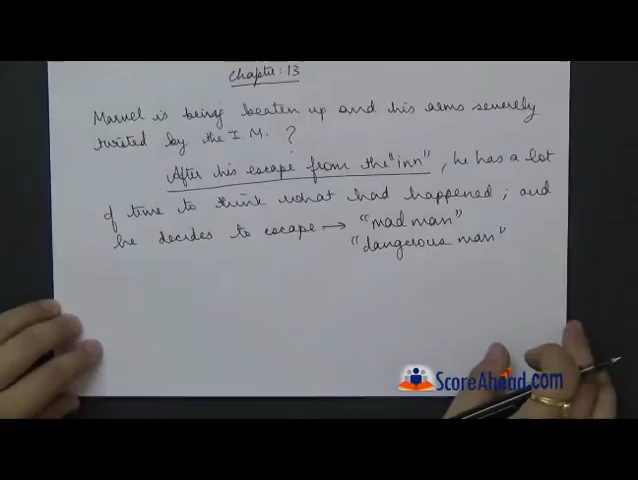 Chapter: 13
Marvel is being beaten up and his arms severely
twisted by the I.M. ?
After his escape from the "inn", he has a lot
of time to think what had happened; and
he decides to escape → "mad man"
"dangerous man"
ScoreAhead.com